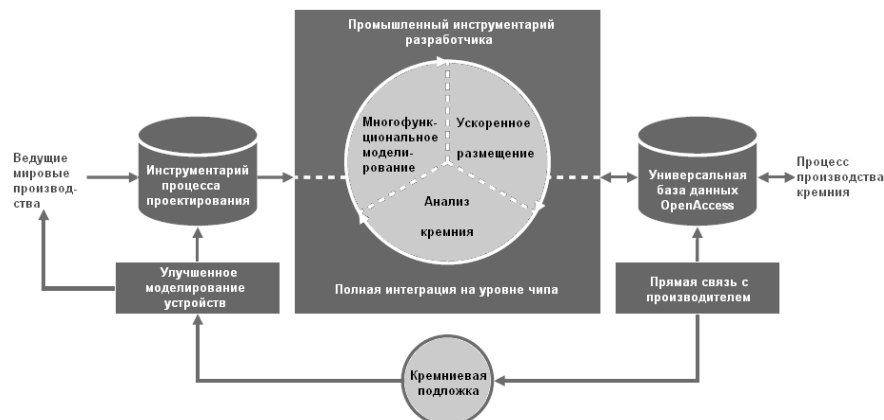 Промышленный инструментарий
разработчика
Многофунк-
циональное
модели-
рование
Ускоренное
размещение
Анализ
кремния
Полная интеграция на уровне чипа
Ведущие
мировые
производ-
ства
Инструментарий
процесса
проектирования
Универсальная
база данных
OpenAccess
Процесс
производства
кремния
Улучшенное
моделирование
устройств
Прямая связь с
производителем
Кремниевая
подложка